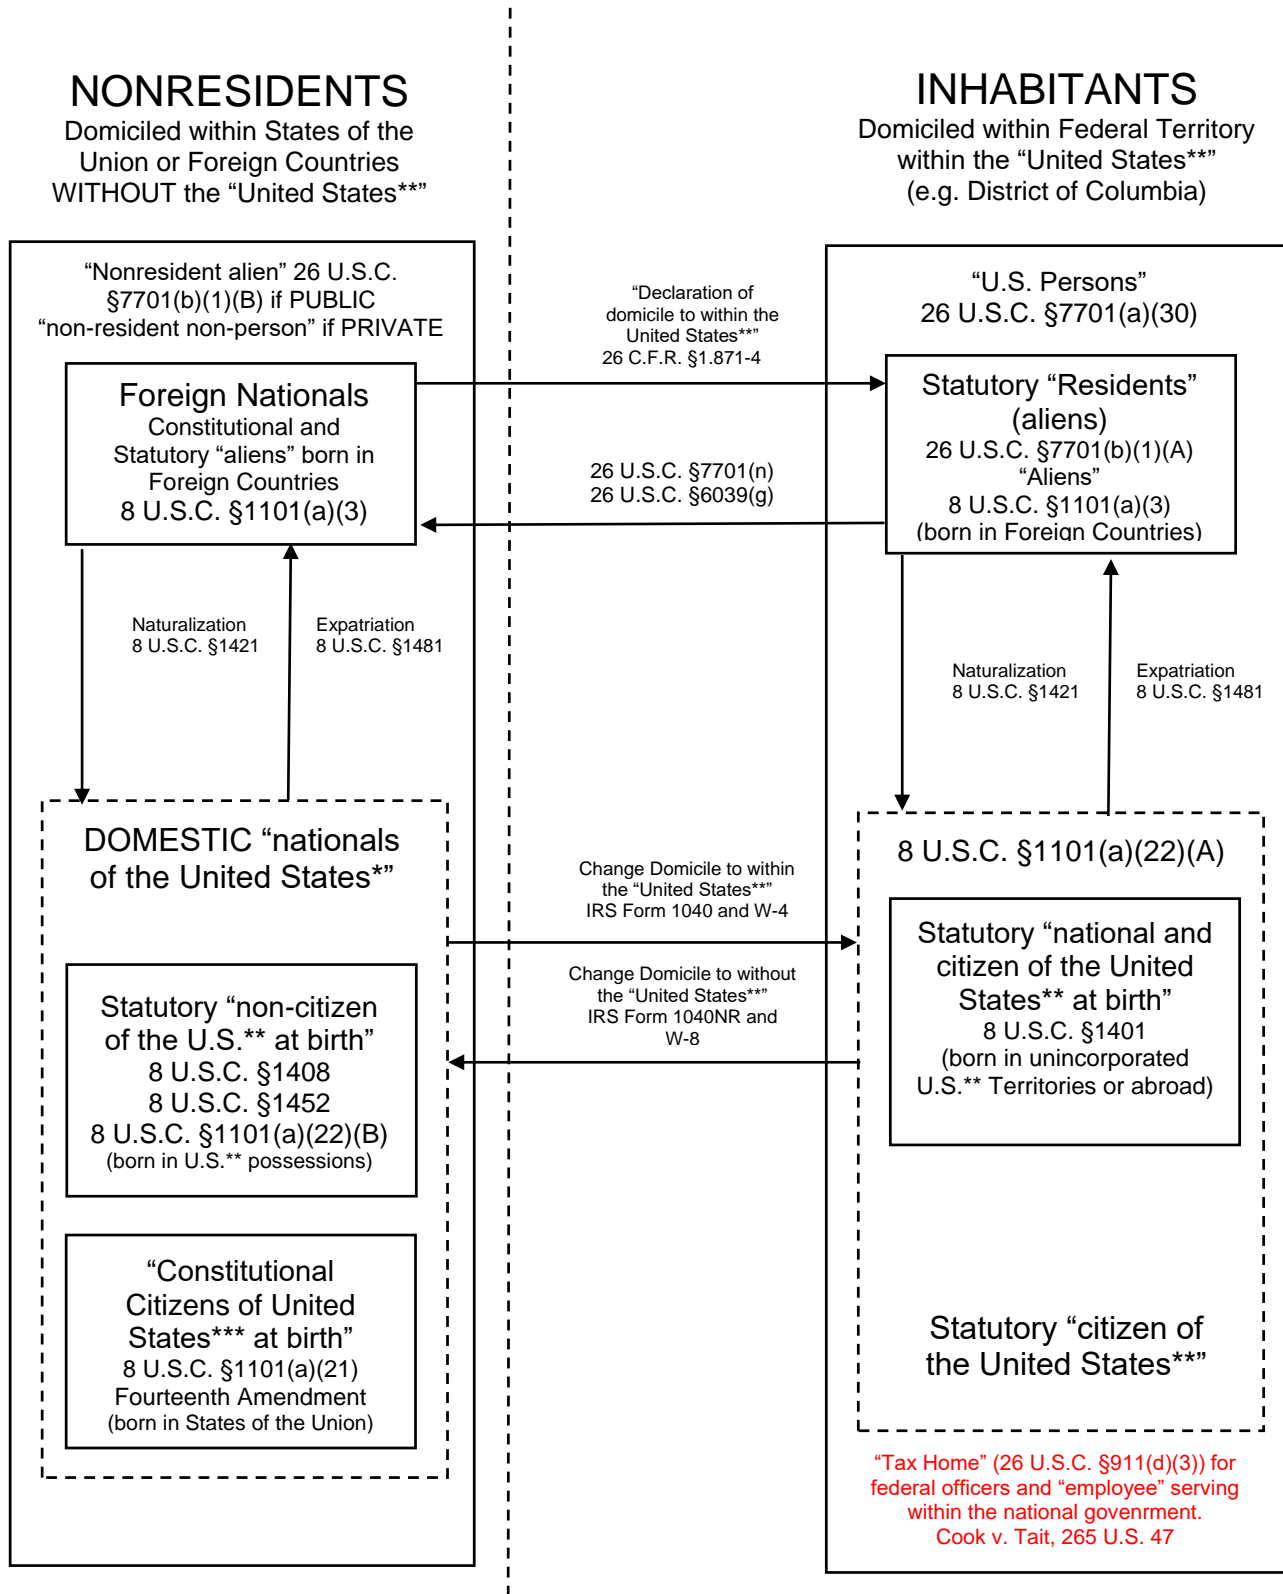 NONRESIDENTS
Domiciled within States of the
Union or Foreign Countries
WITHOUT the “United States**”
“Nonresident alien” 26 U.S.C.
§7701(b)(1)(B) if PUBLIC
“non-resident non-person” if PRIVATE
Foreign Nationals
Constitutional and
Statutory “aliens” born in
Foreign Countries
8 U.S.C. §1101(a)(3)
Naturalization
8 U.S.C. §1421
Expatriation
8 U.S.C. §1481
DOMESTIC “nationals
of the United States*”
Statutory “non-citizen
of the U.S.** at birth”
8 U.S.C. §1408
8 U.S.C. §1452
8 U.S.C. §1101(a)(22)(B)
(born in U.S.** possessions)
“Constitutional
Citizens of United
States*** at birth”
8 U.S.C. §1101(a)(21)
Fourteenth Amendment
(born in States of the Union)
“Declaration of
domicile to within the
United States**”
26 C.F.R. §1.871-4
26 U.S.C. §7701(n)
26 U.S.C. §6039(g)
Change Domicile to within
the “United States**”
IRS Form 1040 and W-4
Change Domicile to without
the “United States**”
IRS Form 1040NR and
W-8
INHABITANTS
Domiciled within Federal Territory
within the “United States**”
(e.g. District of Columbia)
“U.S. Persons”
26 U.S.C. §7701(a)(30)
Statutory “Residents”
(aliens)
26 U.S.C. §7701(b)(1)(A)
“Aliens”
8 U.S.C. §1101(a)(3)
(born in Foreign Countries)
Naturalization
8 U.S.C. §1421
Expatriation
8 U.S.C. §1481
8 U.S.C. §1101(a)(22)(A)
Statutory “national and
citizen of the United
States** at birth”
8 U.S.C. §1401
(born in unincorporated
U.S.** Territories or abroad)
Statutory “citizen of
the United States**”
“Tax Home” (26 U.S.C. §911(d)(3)) for
federal officers and “employee” serving
within the national govenrment.
Cook v. Tait, 265 U.S. 47